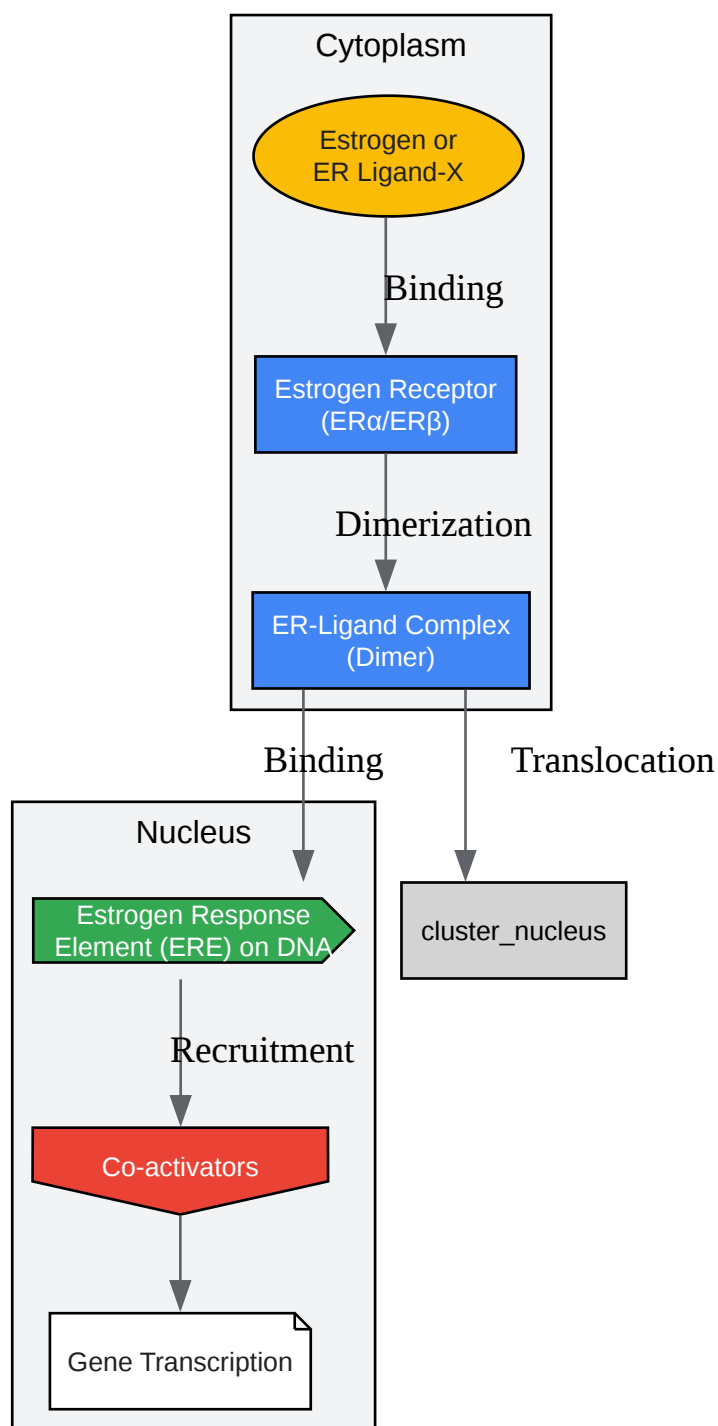 Cytoplasm
Estrogen or
ER Ligand-X
Binding
Estrogen Receptor
(ERα/ERβ)
Dimerization
ER-Ligand Complex
(Dimer)
Binding
Translocation
Nucleus
Estrogen Response
Element (ERE) on DNA
cluster_nucleus
Recruitment
Co-activators
Gene Transcription